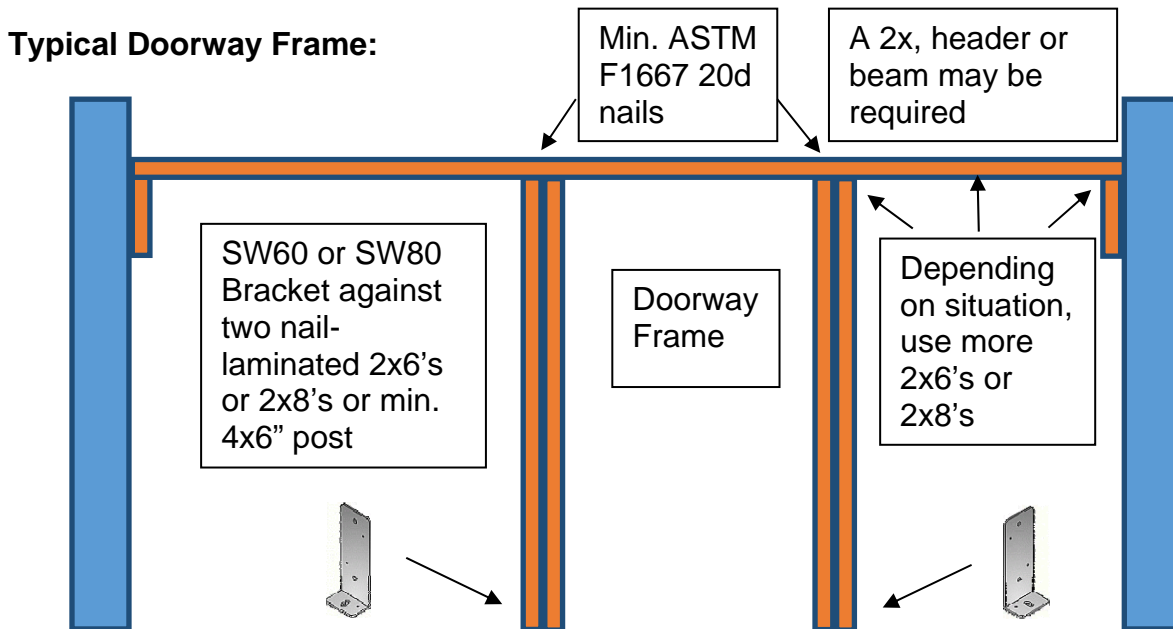 Typical Doorway Frame:
Min. ASTM
F1667 20d
nails
A 2x, header or
beam may be
required
SW60 or SW80
Bracket against
two nail-
laminated 2x6’s
or 2x8’s or min.
4x6” post
Doorway
Frame
Depending
on situation,
use more
2x6’s or
2x8’s